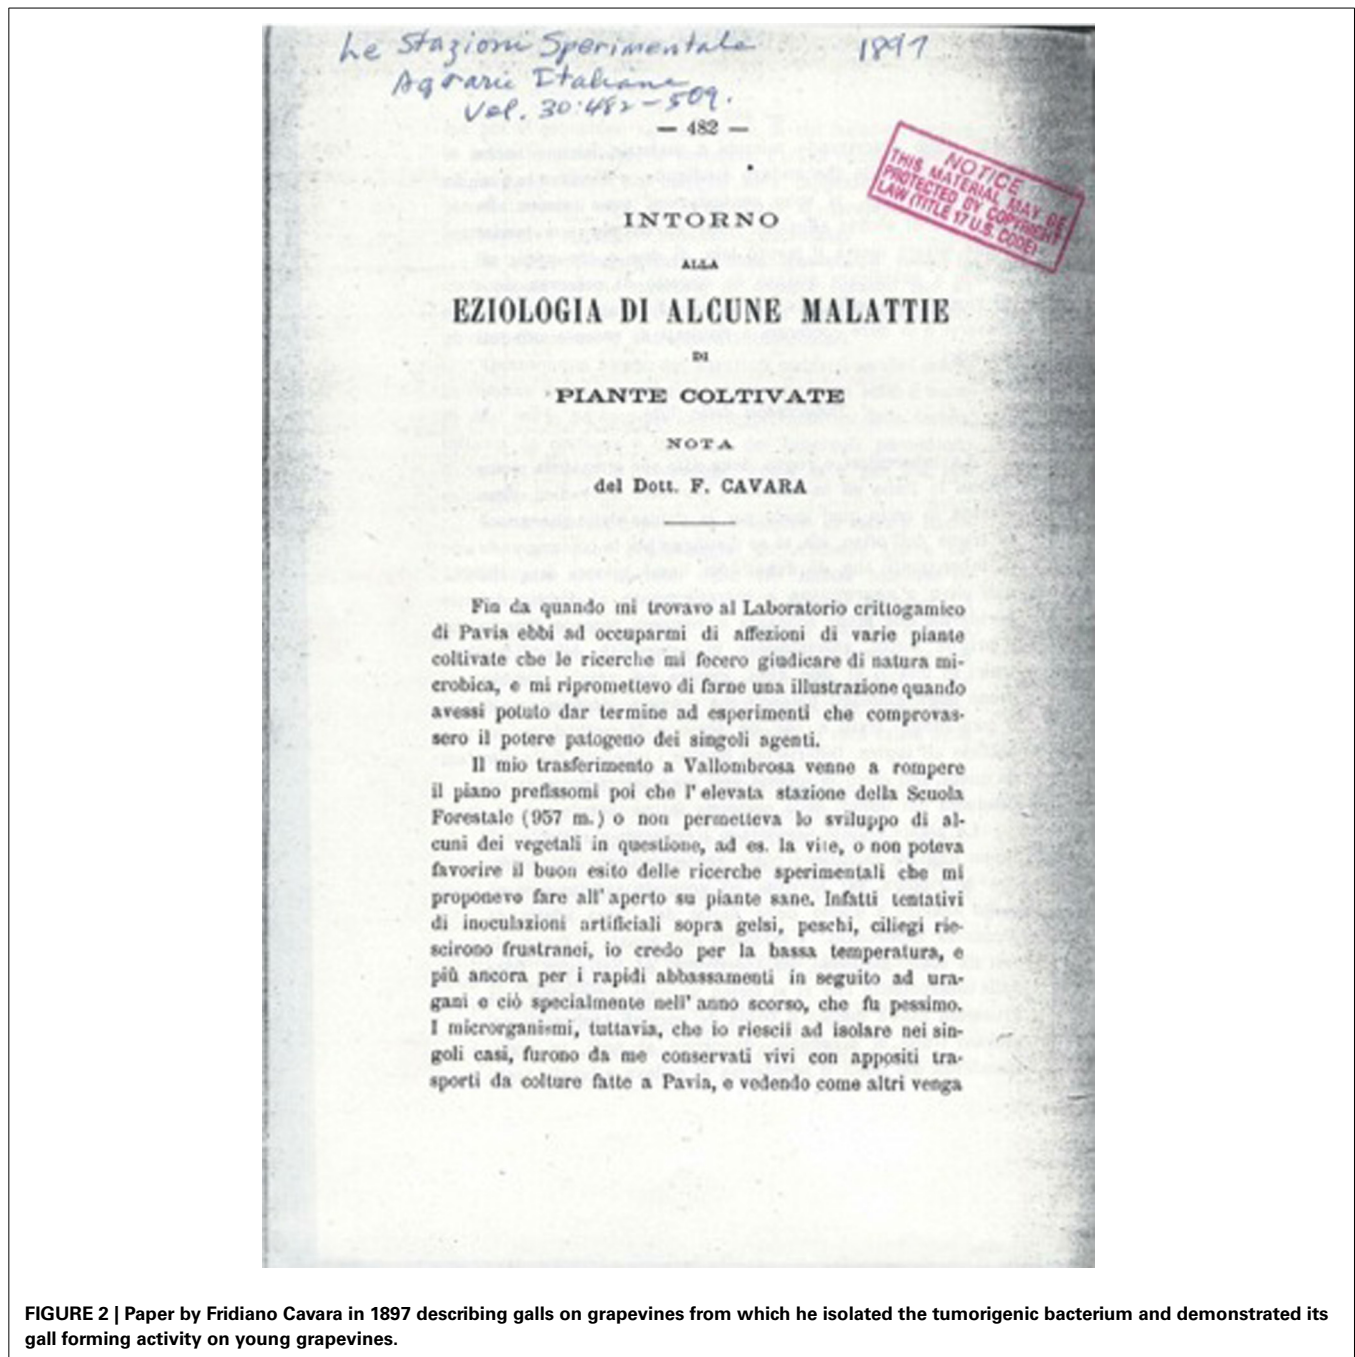 Le Stazioni Sperimentale 1897
Agrarie Italiane
Vol. 30:482-509.
— 482 —
NOTICE
THIS MATERIAL MAY BE
PROTECTED BY COPYRIGHT
LAW (TITLE 17 U.S. CODE)
INTORNO
ALLA
EZIOLOGIA DI ALCUNE MALATTIE
DI
PIANTE COLTIVATE
NOTA
del Dott. F. CAVARA
Fin da quando mi trovavo al Laboratorio crittogamico
di Pavia ebbi ad occuparmi di affezioni di varie piante
coltivate che le ricerche mi fecero giudicare di natura mi-
crobica, e mi ripromettevo di farne una illustrazione quando
avessi potuto dar termine ad esperimenti che comprovas-
sero il potere patogeno dei singoli agenti.
Il mio trasferimento a Vallombrosa venne a rompere
il piano prefissomi poi che l'elevata stazione della Scuola
Forestale (957 m.) o non permetteva lo sviluppo di al-
cuni dei vegetali in questione, ad es. la vite, o non poteva
favorire il buon esito delle ricerche sperimentali che mi
proponevo fare all'aperto su piante sane. Infatti tentativi
di inoculazioni artificiali sopra gelsi, peschi, ciliegi rie-
scirono frustranei, io credo per la bassa temperatura, e
più ancora per i rapidi abbassamenti in seguito ad ura-
gani e ciò specialmente nell'anno scorso, che fu pessimo.
I microrganismi, tuttavia, che io riescii ad isolare nei sin-
goli casi, furono da me conservati vivi con appositi tra-
sporti da colture fatte a Pavia, e vedendo come altri venga
FIGURE 2 | Paper by Fridiano Cavara in 1897 describing galls on grapevines from which he isolated the tumorigenic bacterium and demonstrated its
gall forming activity on young grapevines.